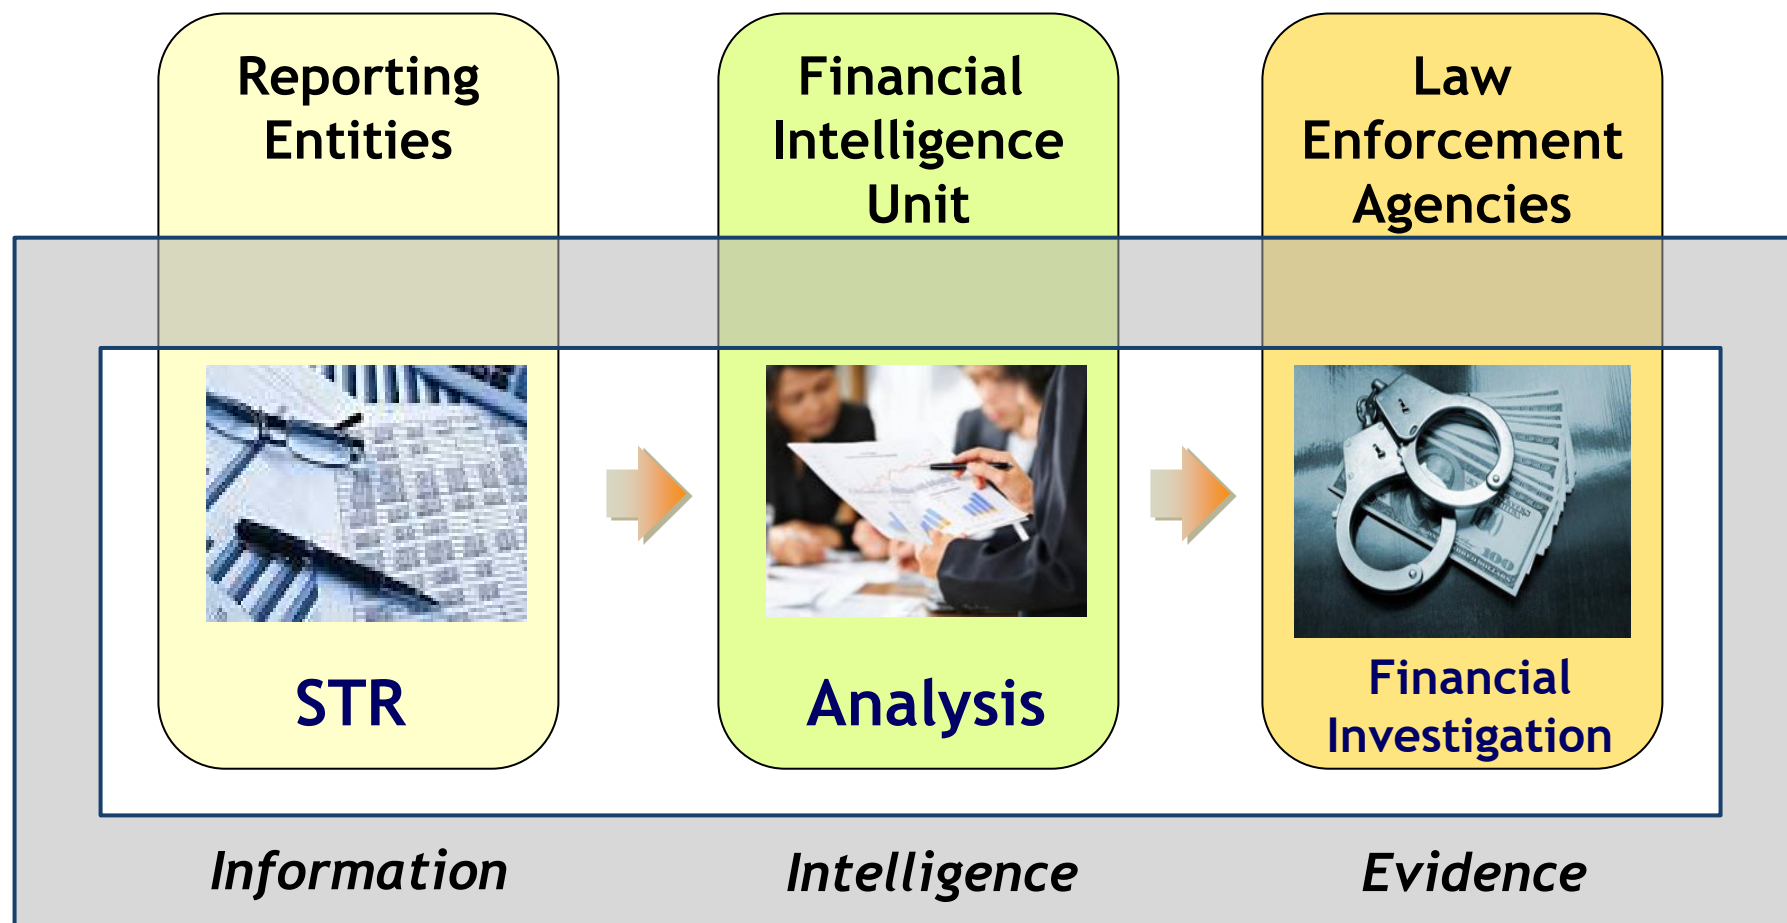 Reporting
Entities
Financial
Intelligence
Unit
Law
Enforcement
Agencies
STR
Analysis
Financial
Investigation
Information
Intelligence
Evidence